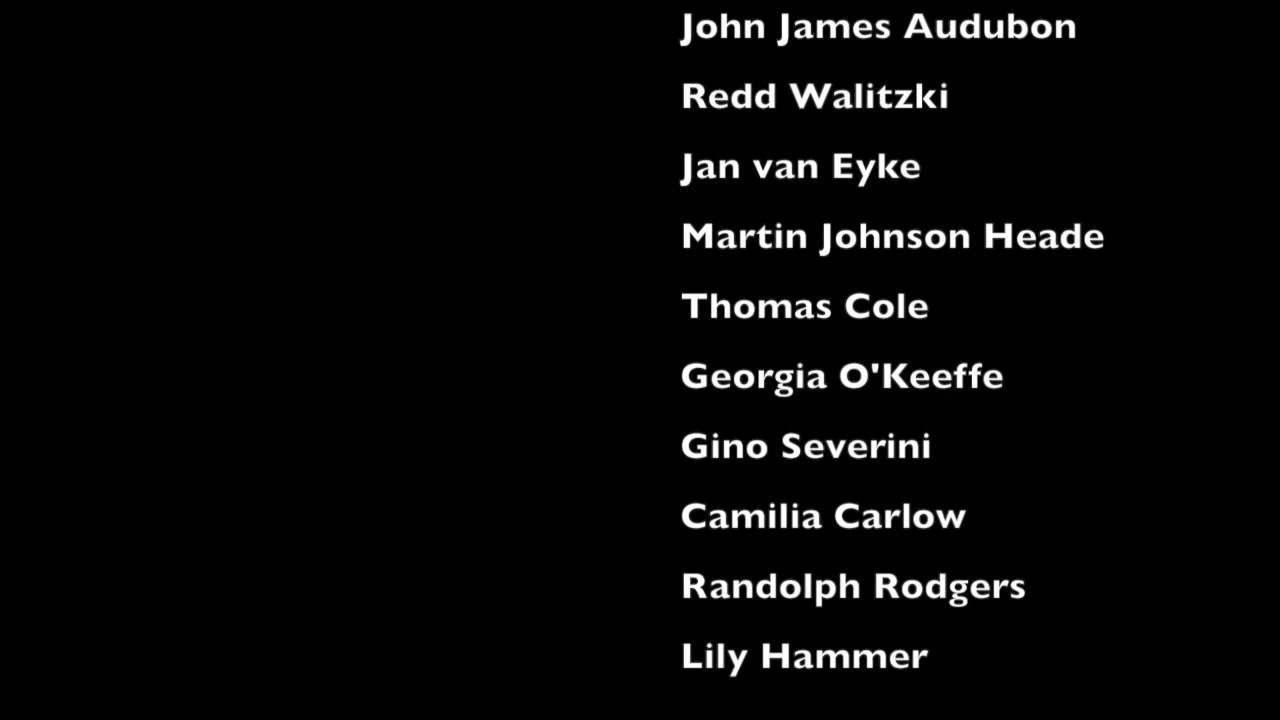 John James Audubon
Redd Walitzki
Jan van Eyke
Martin Johnson Heade
Thomas Cole
Georgia O'Keeffe
Gino Severini
Camilia Carlow
Randolph Rodgers
Lily Hammer